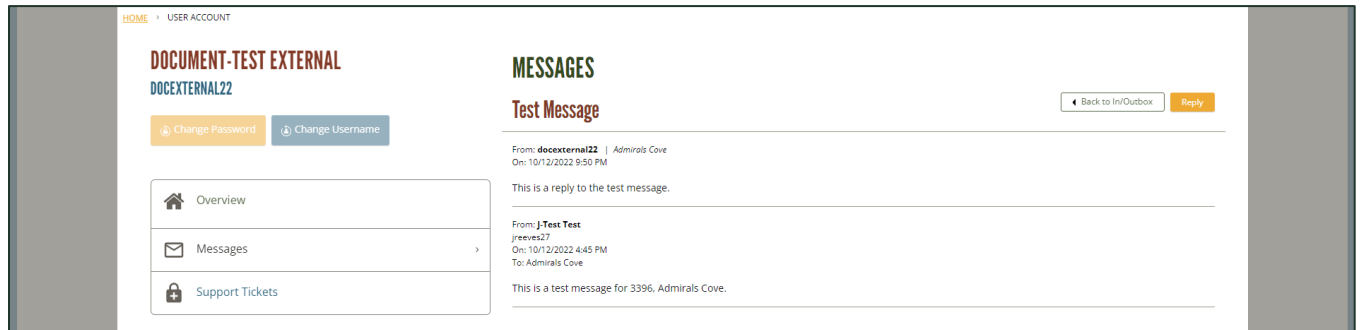 HOME › USER ACCOUNT
DOCUMENT-TEST EXTERNAL
DOCEXTERNAL22
Change Password
Change Username
Overview
Messages ›
Support Tickets
MESSAGES
Test Message
Back to In/Outbox
Reply
From: docexternal22 | Admirals Cove
On: 10/12/2022 9:50 PM
This is a reply to the test message.
From: J-Test Test
jreeves27
On: 10/12/2022 4:45 PM
To: Admirals Cove
This is a test message for 3396, Admirals Cove.